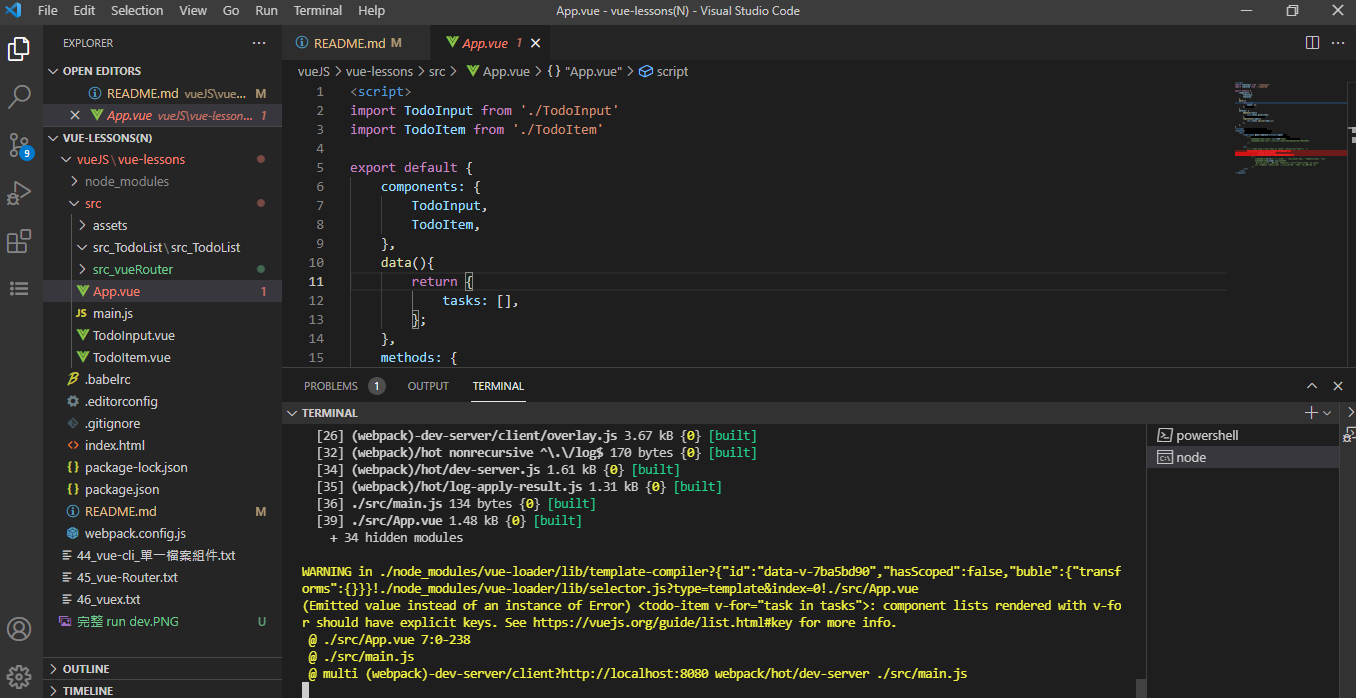 File Edit Selection View Go Run Terminal Help
App.vue - vue-lessons(N) - Visual Studio Code
EXPLORER
OPEN EDITORS
README.md vueJS\vue... M
App.vue vueJS\vue-lesson... 1
VUE-LESSONS(N)
vueJS \ vue-lessons
node_modules
src
assets
src_TodoList \ src_TodoList
src_vueRouter
App.vue 1
JS main.js
TodoInput.vue
TodoItem.vue
.babelrc
.editorconfig
.gitignore
index.html
package-lock.json
package.json
README.md M
webpack.config.js
44_vue-cli_單一檔案組件.txt
45_vue-Router.txt
46_vuex.txt
完整 run dev.PNG U
OUTLINE
TIMELINE
9
README.md M
App.vue 1
vueJS > vue-lessons > src > App.vue > {} "App.vue" > script
1 <script>
2 import TodoInput from './TodoInput'
3 import TodoItem from './TodoItem'
4
5 export default {
6 components: {
7 TodoInput,
8 TodoItem,
9 },
10 data(){
11 return {
12 tasks: [],
13 };
14 },
15 methods: {
PROBLEMS 1 OUTPUT TERMINAL
TERMINAL
[26] (webpack)-dev-server/client/overlay.js 3.67 kB {0} [built]
[32] (webpack)/hot nonrecursive ^\.\/log$ 170 bytes {0} [built]
[34] (webpack)/hot/dev-server.js 1.61 kB {0} [built]
[35] (webpack)/hot/log-apply-result.js 1.31 kB {0} [built]
[36] ./src/main.js 134 bytes {0} [built]
[39] ./src/App.vue 1.48 kB {0} [built]
+ 34 hidden modules
WARNING in ./node_modules/vue-loader/lib/template-compiler?{"id":"data-v-7ba5bd90","hasScoped":false,"buble":{"transf
orms":{}}}!./node_modules/vue-loader/lib/selector.js?type=template&index=0!./src/App.vue
(Emitted value instead of an instance of Error) <todo-item v-for="task in tasks">: component lists rendered with v-fo
r should have explicit keys. See https://vuejs.org/guide/list.html#key for more info.
@ ./src/App.vue 7:0-238
@ ./src/main.js
@ multi (webpack)-dev-server/client?http://localhost:8080 webpack/hot/dev-server ./src/main.js
powershell
node